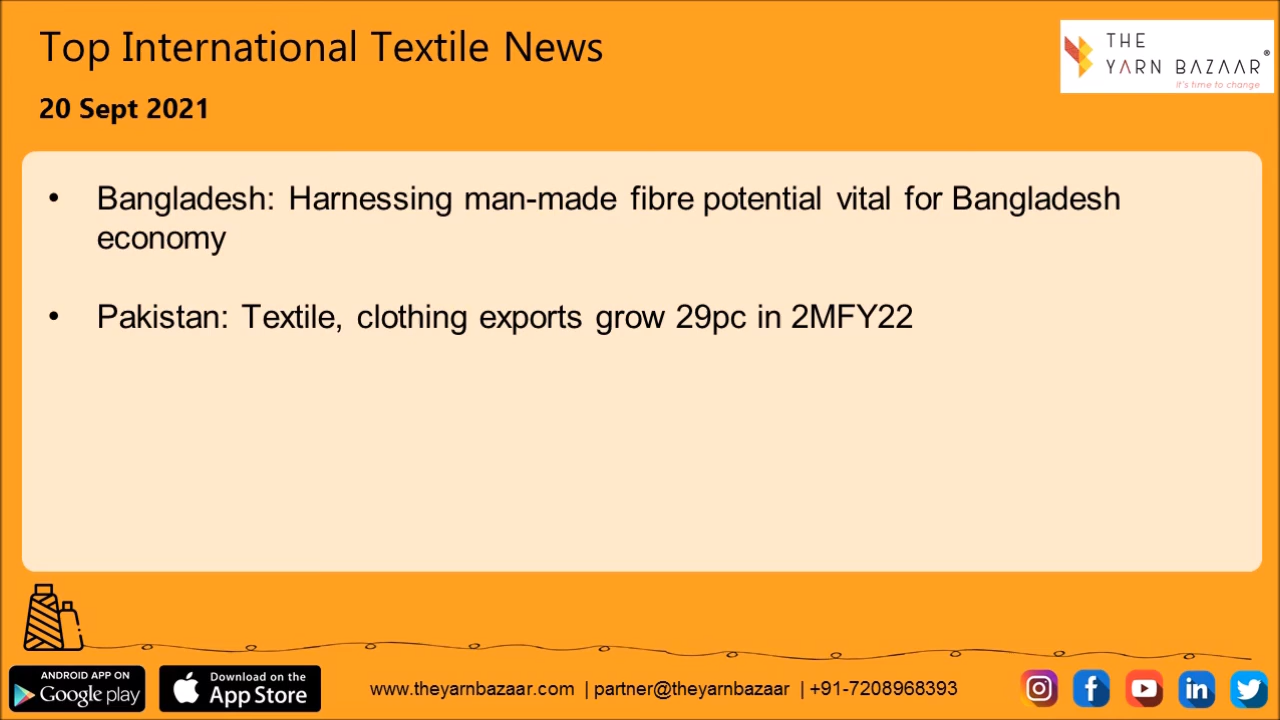 Top International Textile News
THE
YARN BAZAAR®
it's time to change
20 Sept 2021
• Bangladesh: Harnessing man-made fibre potential vital for Bangladesh
economy
• Pakistan: Textile, clothing exports grow 29pc in 2MFY22
ANDROID APP ON
Google play
Download on the
App Store
www.theyarnbazaar.com | partner@theyarnbazaar | +91-7208968393